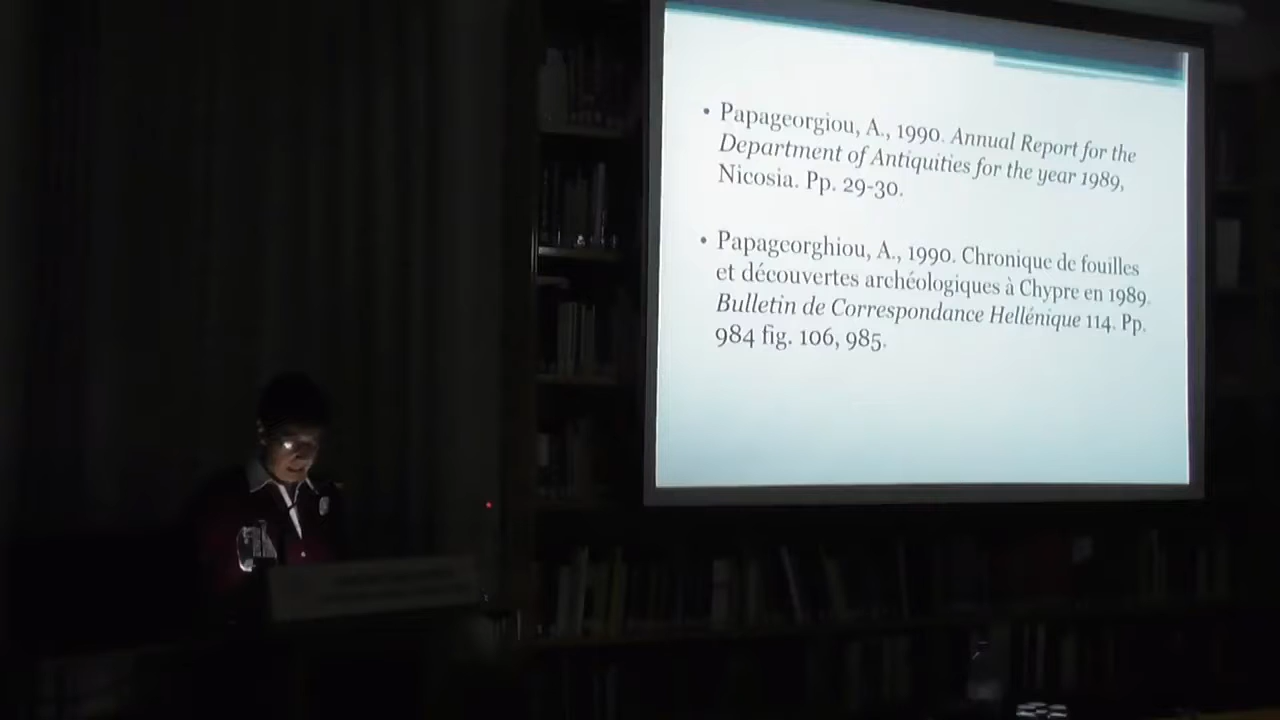 • Papageorgiou, A., 1990. Annual Report for the
Department of Antiquities for the year 1989,
Nicosia. Pp. 29-30.
• Papageorghiou, A., 1990. Chronique de fouilles
et découvertes archéologiques à Chypre en 1989.
Bulletin de Correspondance Hellénique 114. Pp.
984 fig. 106, 985.